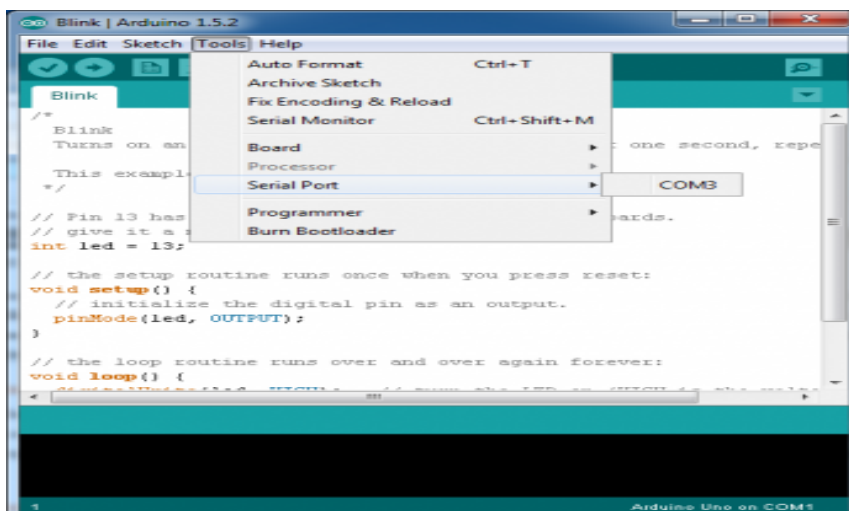 Blink | Arduino 1.5.2
File Edit Sketch Tools Help
Auto Format Ctrl+T
Archive Sketch
Fix Encoding & Reload
Serial Monitor Ctrl+Shift+M
Board
Processor
Serial Port COM3
Programmer
Burn Bootloader
Blink
/*
Blink
Turns on an one second, repe
This exampl
*/
// Pin 13 has ards.
// give it a
int led = 13;
// the setup routine runs once when you press reset:
void setup() {
// initialize the digital pin as an output.
pinMode(led, OUTPUT);
}
// the loop routine runs over and over again forever:
void loop() {
1 Arduino Uno on COM1